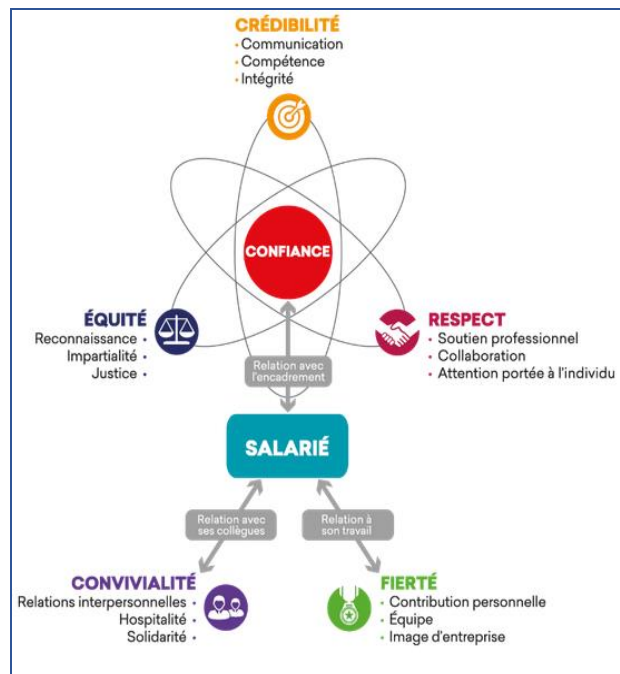 CRÉDIBILITÉ
• Communication
• Compétence
• Intégrité
CONFIANCE
ÉQUITÉ
Reconnaissance •
Impartialité •
Justice •
RESPECT
• Soutien professionnel
• Collaboration
• Attention portée à l'individu
Relation avec
l'encadrement
SALARIÉ
Relation avec
ses collègues
Relation à
son travail
CONVIVIALITÉ
Relations interpersonnelles •
Hospitalité •
Solidarité •
FIERTÉ
• Contribution personnelle
• Équipe
• Image d'entreprise